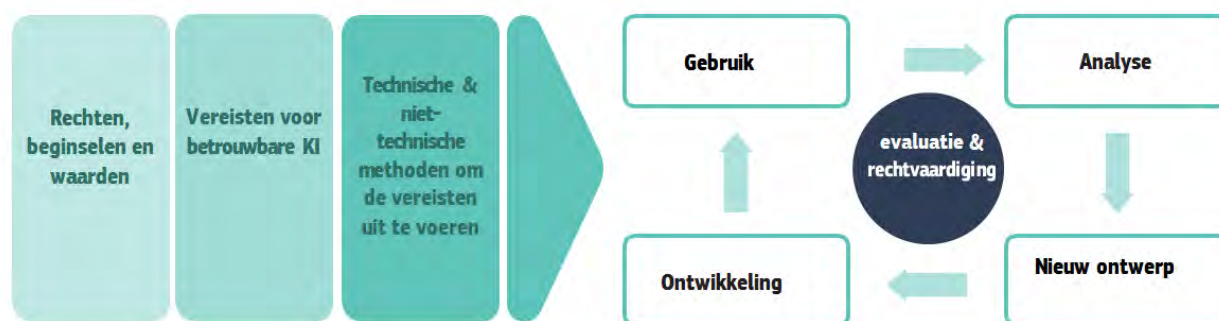 Rechten,
beginselen en
waarden
Vereisten voor
betrouwbare KI
Technische &
niet-
technische
methoden om
de vereisten
uit te voeren
Gebruik
Analyse
evaluatie &
rechtvaardiging
Ontwikkeling
Nieuw ontwerp